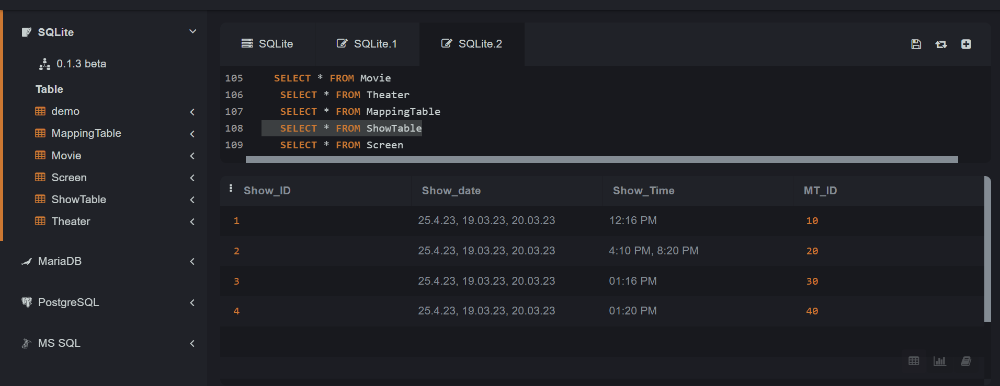 SQLite
0.1.3 beta
Table
demo
MappingTable
Movie
Screen
ShowTable
Theater
MariaDB
PostgreSQL
MS SQL
SQLite SQLite.1 SQLite.2
105 SELECT * FROM Movie
106 SELECT * FROM Theater
107 SELECT * FROM MappingTable
108 SELECT * FROM ShowTable
109 SELECT * FROM Screen
Show_ID Show_date Show_Time MT_ID
1 25.4.23, 19.03.23, 20.03.23 12:16 PM 10
2 25.4.23, 19.03.23, 20.03.23 4:10 PM, 8:20 PM 20
3 25.4.23, 19.03.23, 20.03.23 01:16 PM 30
4 25.4.23, 19.03.23, 20.03.23 01:20 PM 40